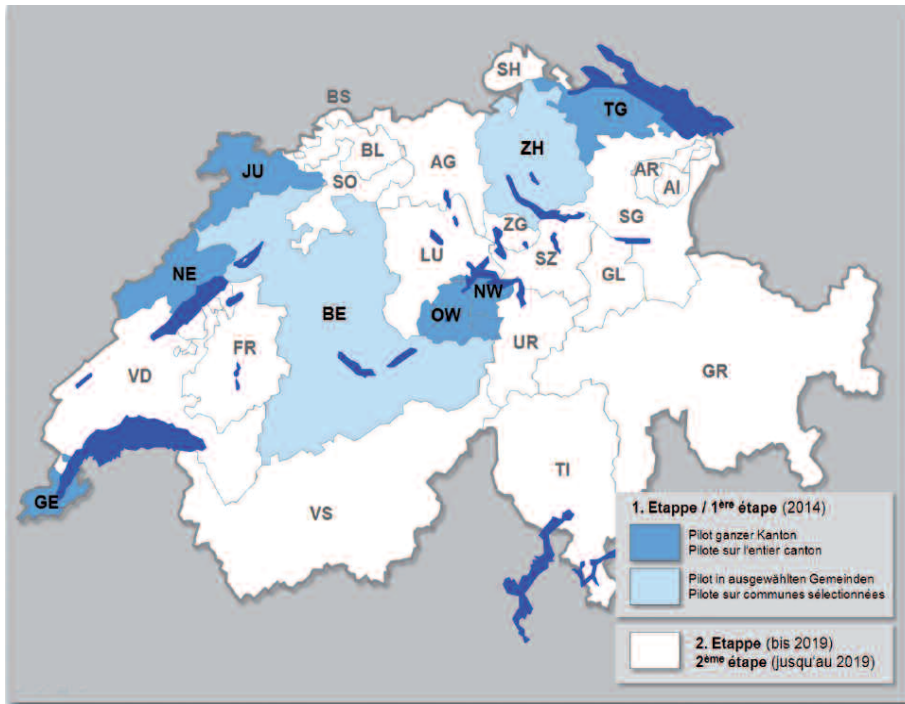 SH
BS
TG
BL
ZH
AG
JU
AR
AI
SO
SG
ZG
LU
SZ
NE
GL
NW
BE
OW
UR
FR
VD
GR
TI
GE
VS
1. Etappe / 1ère étape (2014)
Pilot ganzer Kanton
Pilote sur l'entier canton
Pilot in ausgewählten Gemeinden
Pilote sur communes sélectionnées
2. Etappe (bis 2019)
2ème étape (jusqu'au 2019)